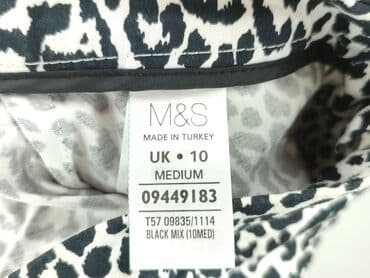 M&S
MADE IN TURKEY
UK • 10
MEDIUM
09449183
T57 09835/1114
BLACK MIX (10MED)